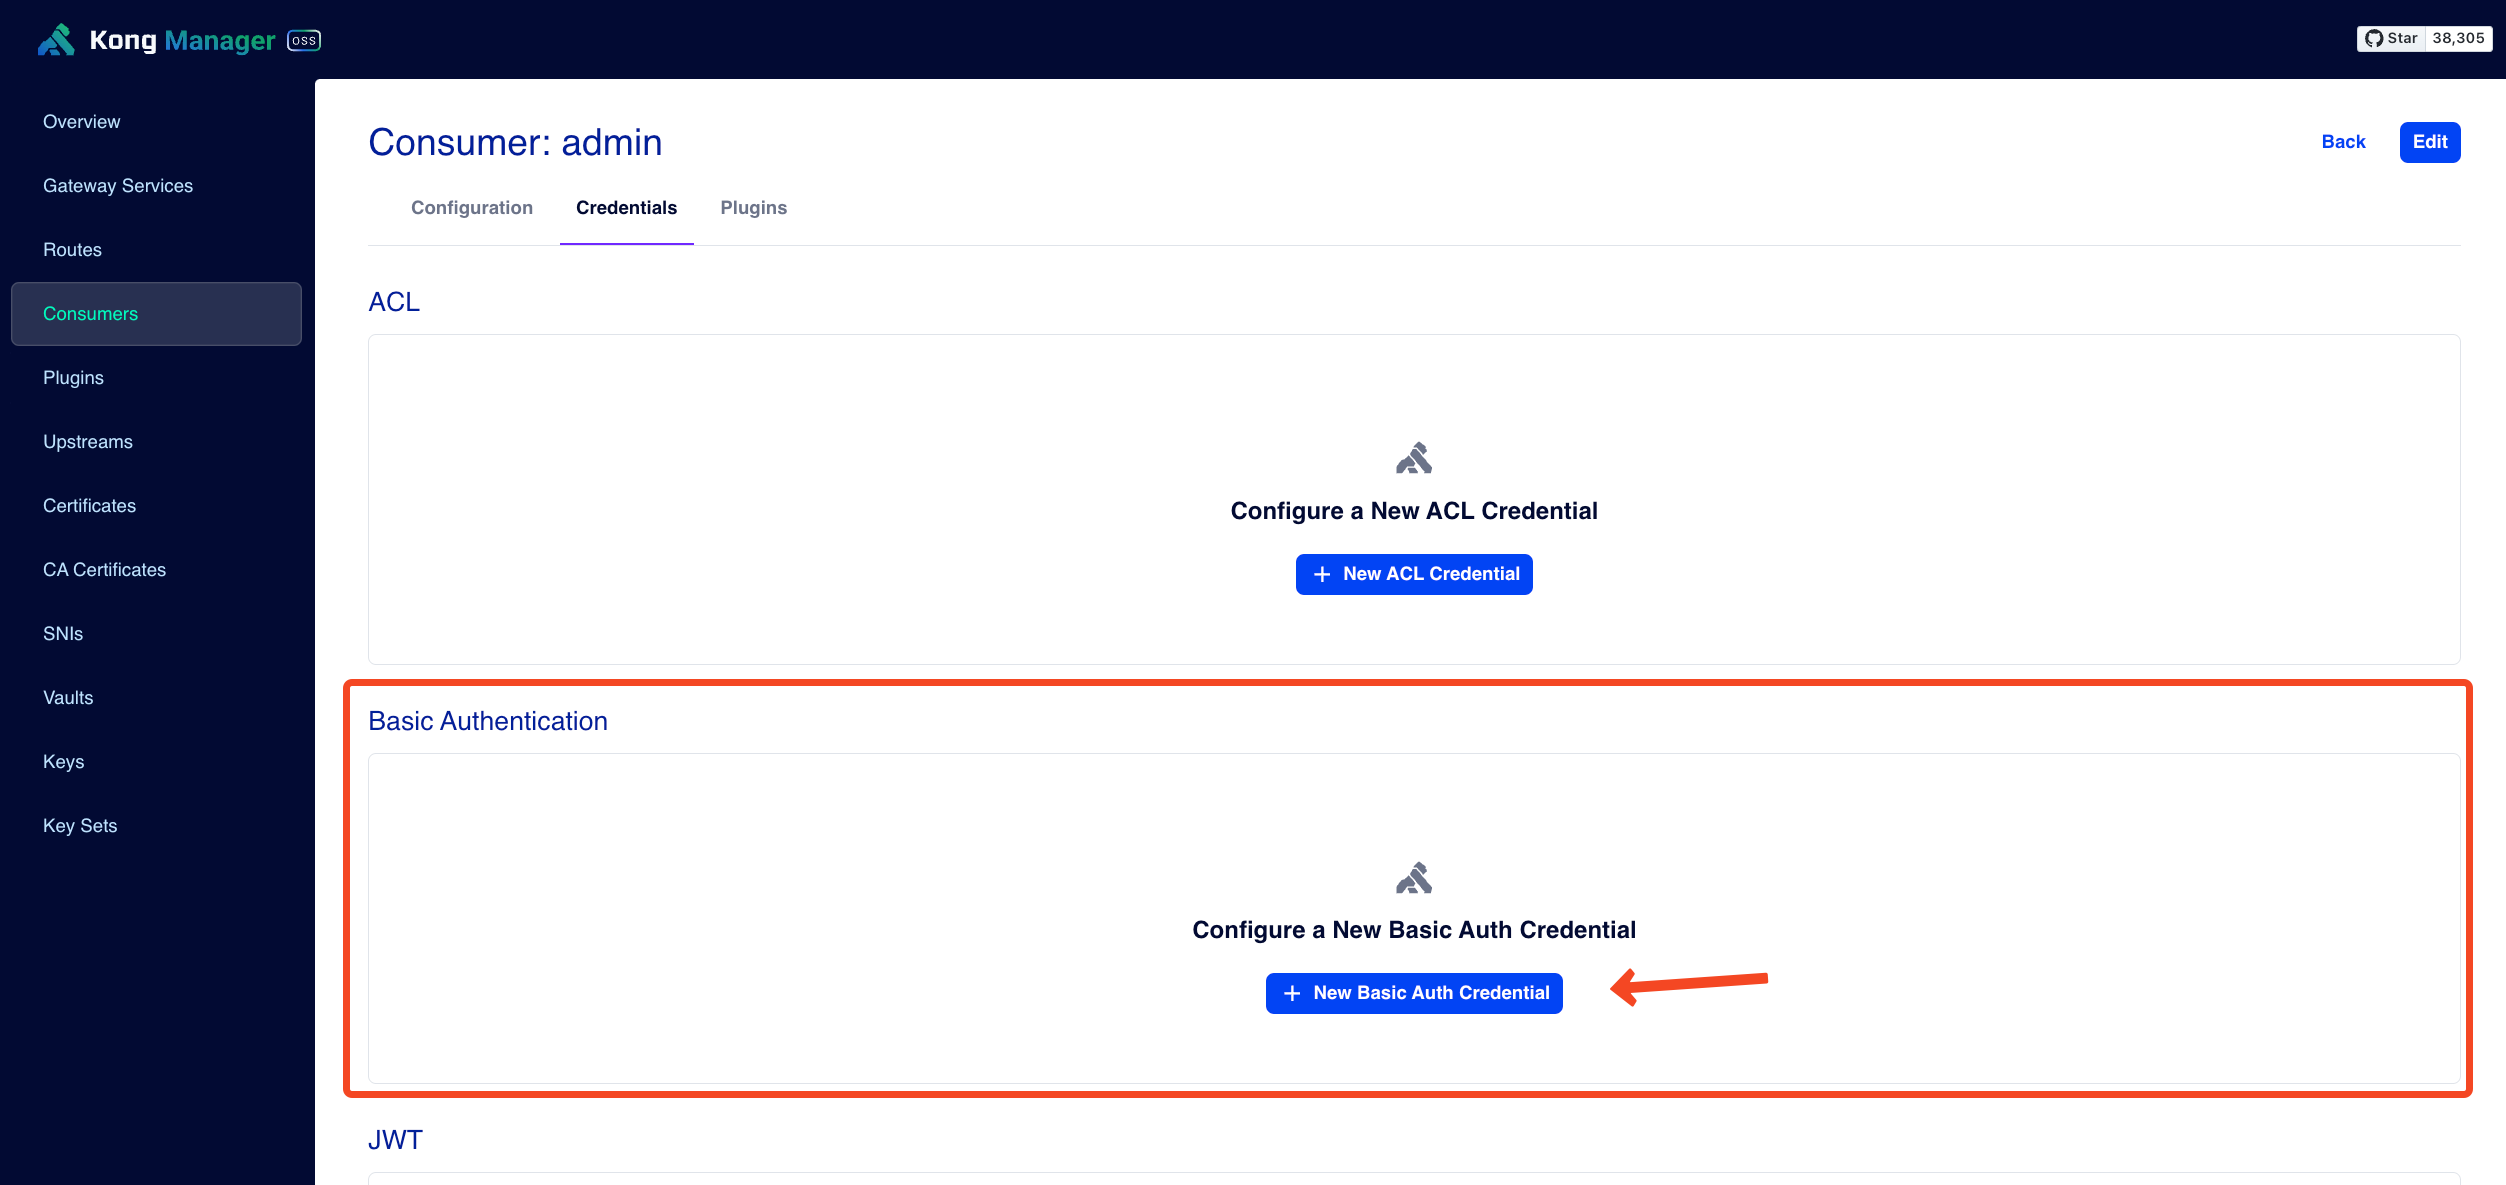 Kong Manager OSS
Star 38,305
Overview
Gateway Services
Routes
Consumers
Plugins
Upstreams
Certificates
CA Certificates
SNIs
Vaults
Keys
Key Sets
Consumer: admin
Back
Edit
Configuration
Credentials
Plugins
ACL
Configure a New ACL Credential
+ New ACL Credential
Basic Authentication
Configure a New Basic Auth Credential
+ New Basic Auth Credential
JWT